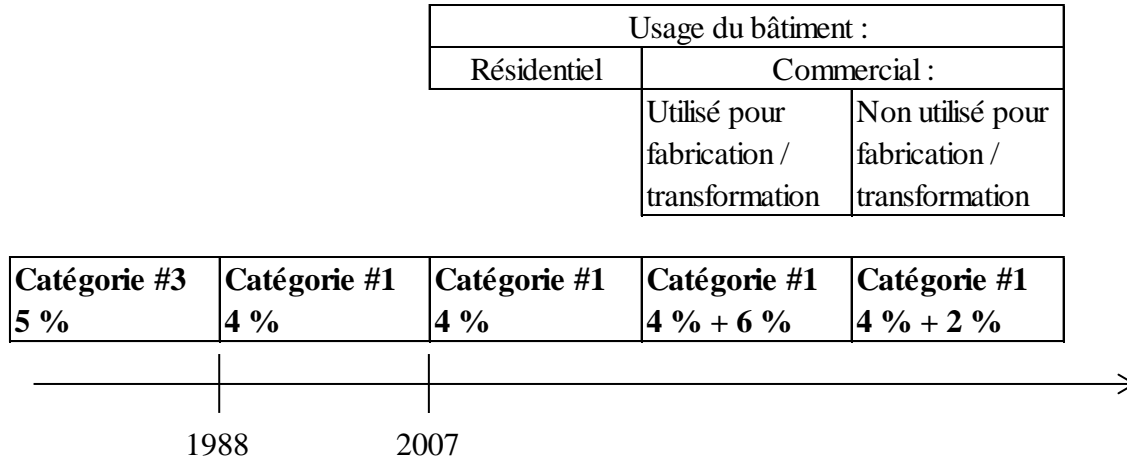 Usage du bâtiment :
Résidentiel Commercial :
Utilisé pour Non utilisé pour
fabrication / fabrication /
transformation transformation
Catégorie #3 Catégorie #1 Catégorie #1 Catégorie #1 Catégorie #1
5 % 4 % 4 % 4 % + 6 % 4 % + 2 %
1988 2007